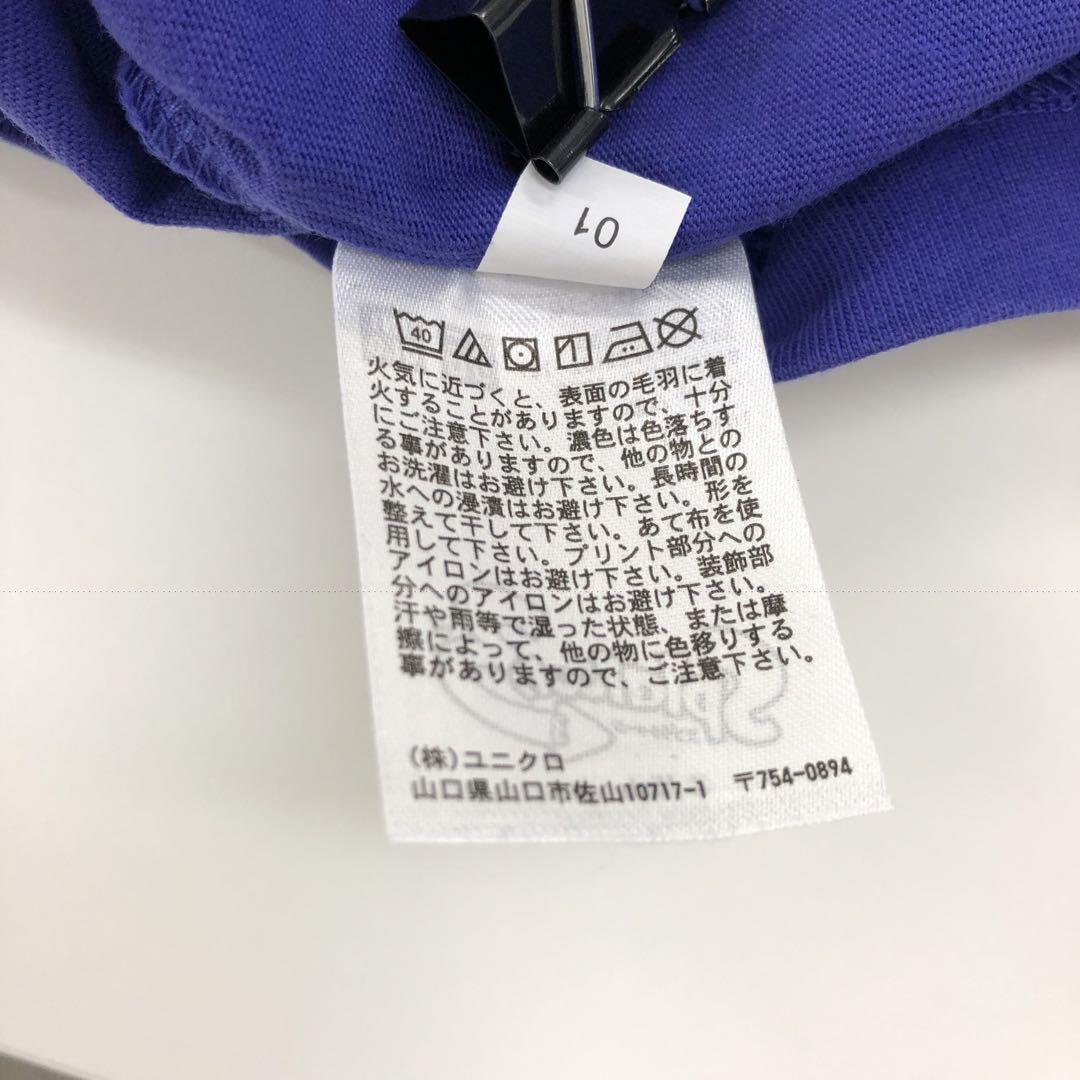 01
40
火気に近づくと、表面の毛羽に着
火することがありますので、十分
にご注意下さい。濃色は色落ちす
る事がありますので、他の物との
お洗濯はお避け下さい。長時間の
水への浸漬はお避け下さい。形を
整えて干して下さい。あて布を使
用して下さい。プリント部分への
アイロンはお避け下さい。装飾部
分へのアイロンはお避け下さい。
汗や雨等で湿った状態、または摩
擦によって、他の物に色移りする
事がありますので、ご注意下さい。
(株)ユニクロ
山口県山口市佐山10717-1 〒754-0894